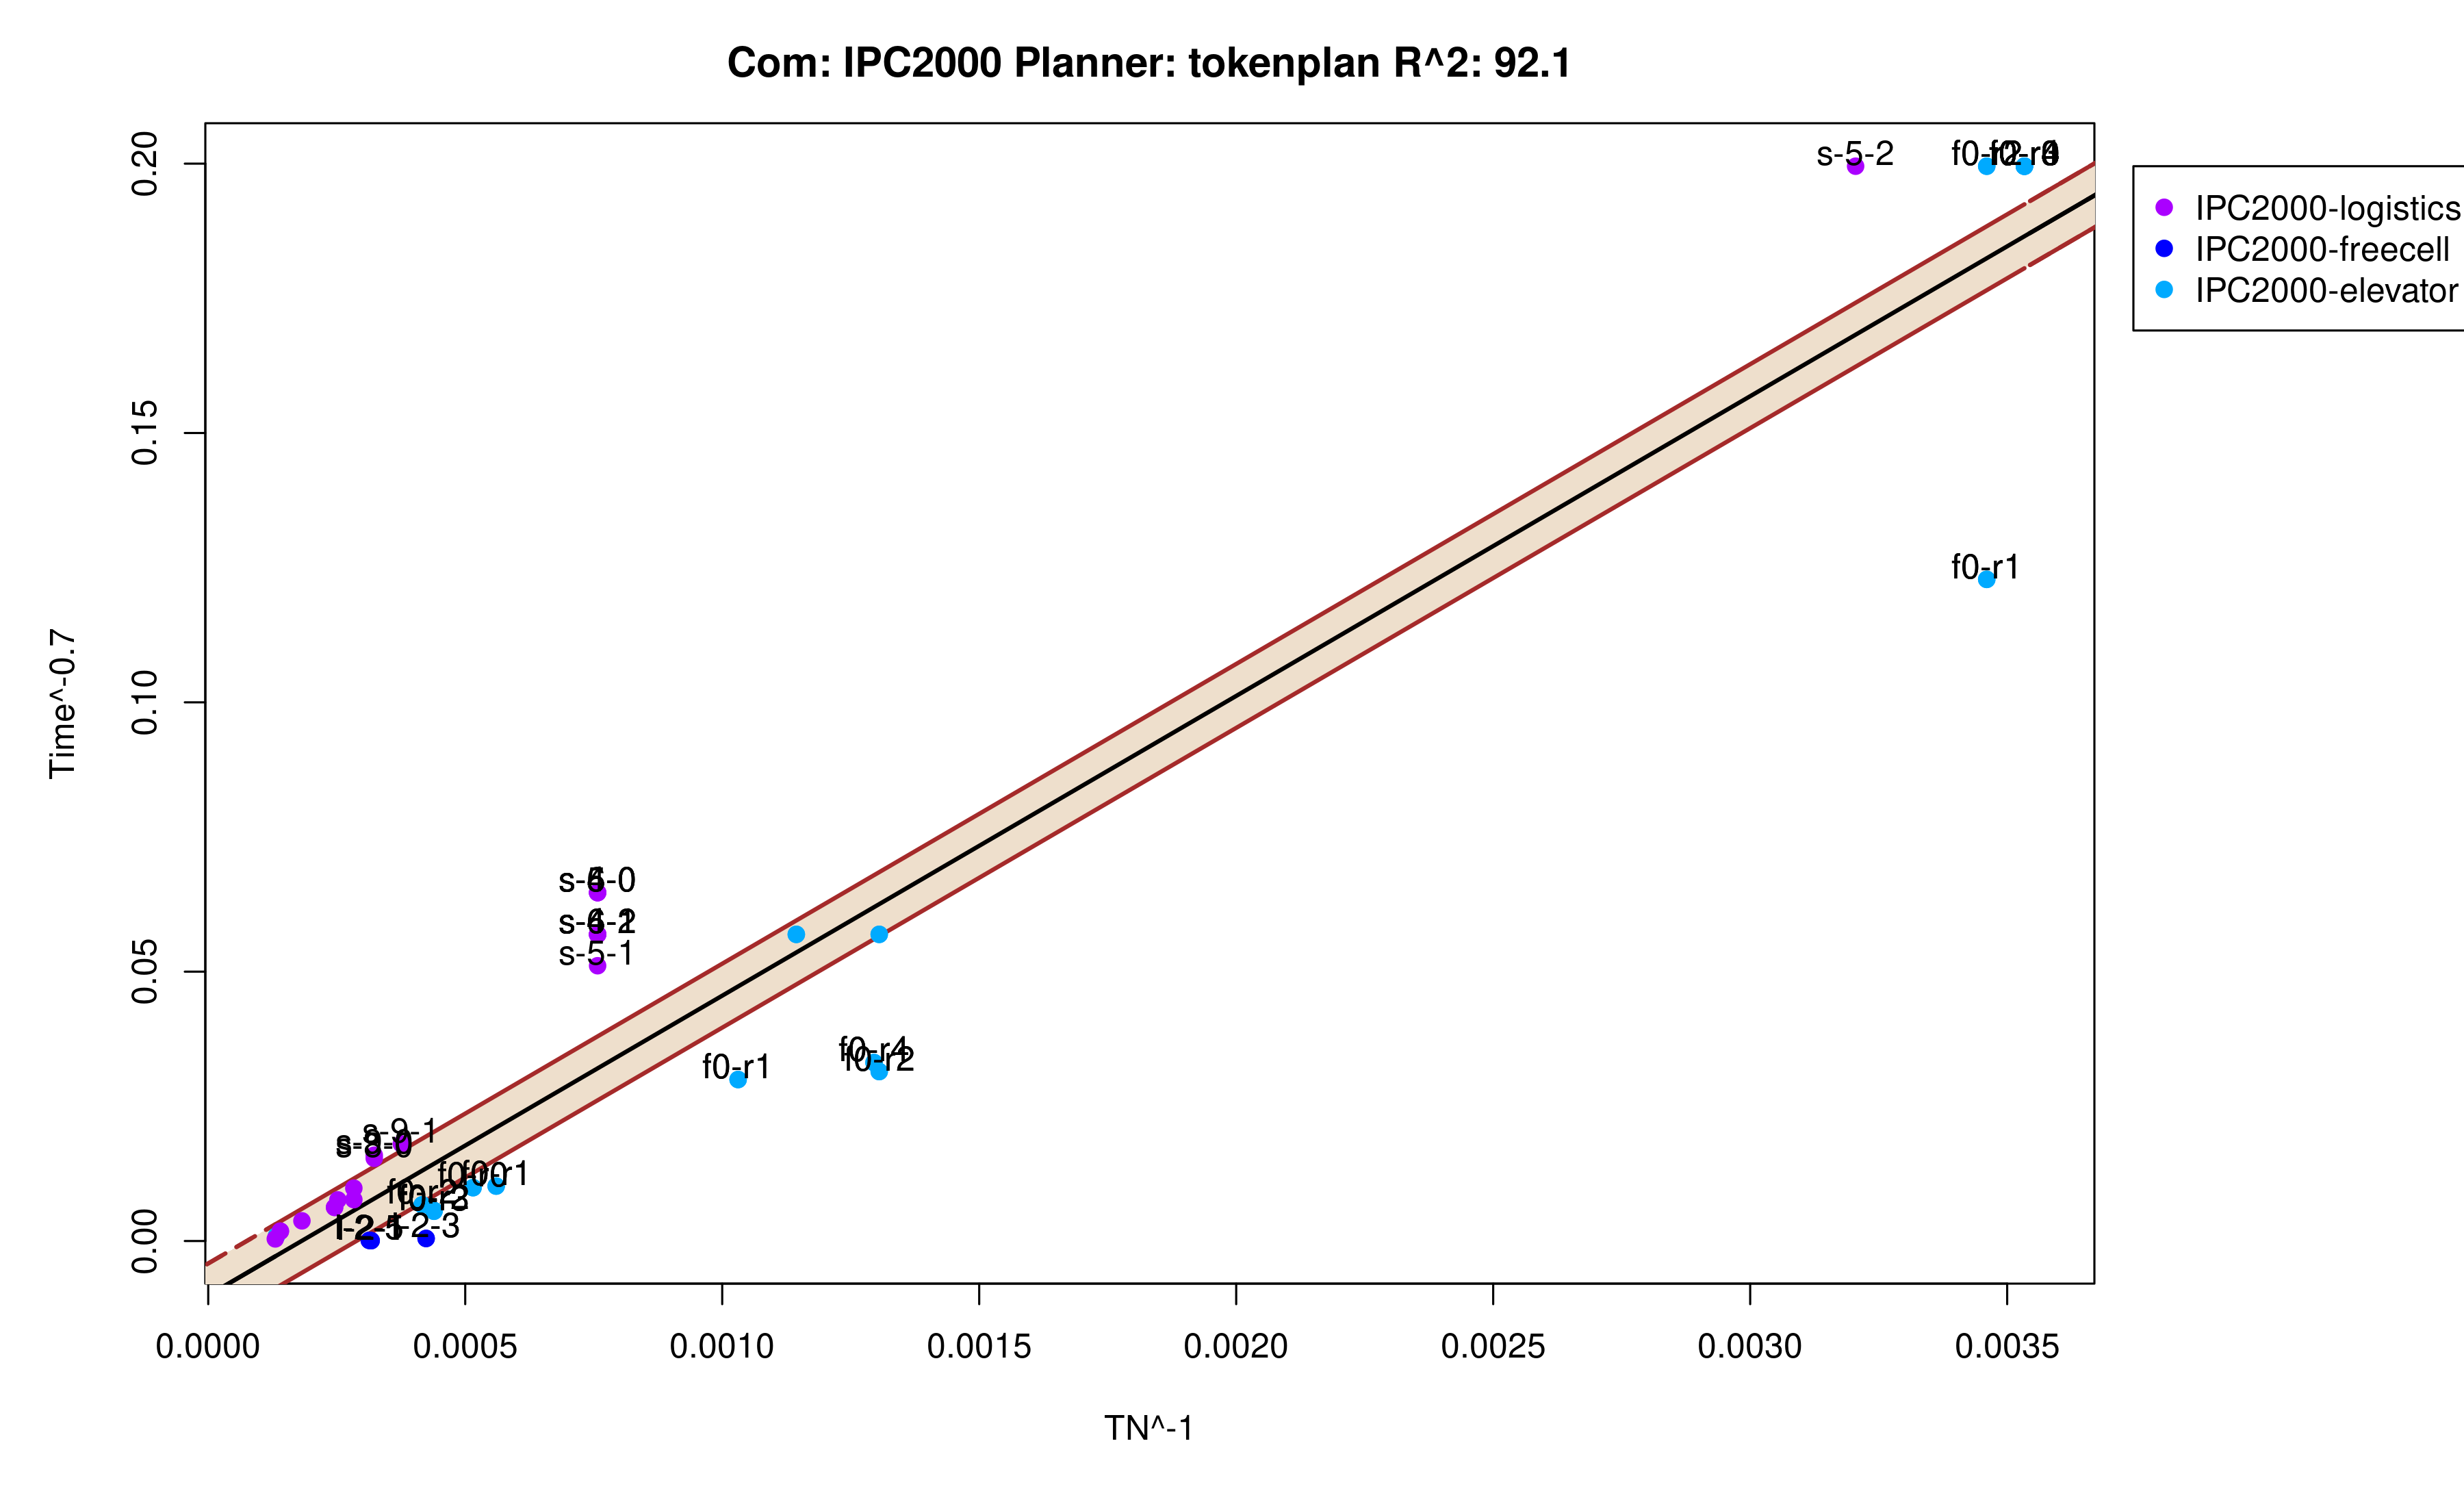 Com: IPC2000 Planner: tokenplan R^2: 92.1
Time^-0.7
0.20
0.15
0.10
0.05
0.00
s-5-2
f0-r1
s-5-1
f0-r1
f0-r4
f0-r2
s-9-1
0.0000 0.0005 0.0010 0.0015 0.0020 0.0025 0.0030 0.0035
TN^-1
IPC2000-logistics
IPC2000-freecell
IPC2000-elevator